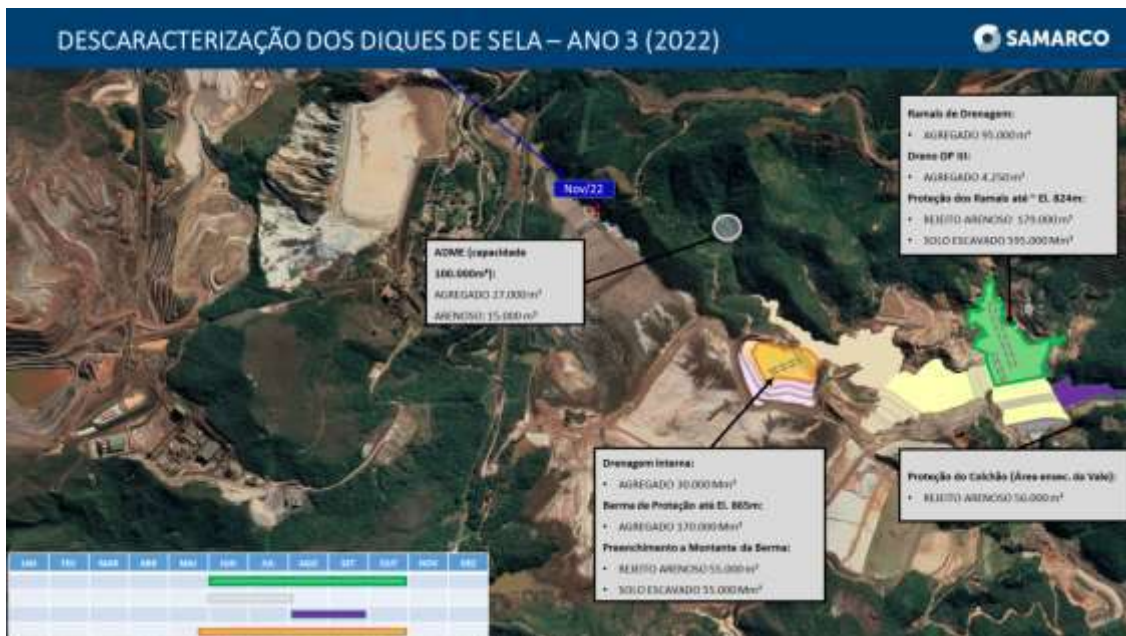 DESCARACTERIZAÇÃO DOS DIQUES DE SELA – ANO 3 (2022)
SAMARCO
Nov/22
ADME (capacidade
100.000m³):
AGREGADO 27.000 m³
ARENOSO: 15.000 m³
Ramais de Drenagem:
• AGREGADO 95.000 m³
Dreno DP III:
• AGREGADO 4.250 m³
Proteção dos Ramais até ~ El. 824m:
• REJEITO ARENOSO: 179.000 m³
• SOLO ESCAVADO 395.000 Mm³
Drenagem Interna:
• AGREGADO 30.000 Mm³
Berma de Proteção até El. 865m:
• AGREGADO 170.000 Mm³
Preenchimento a Montante da Berma:
• REJEITO ARENOSO 55.000 m³
• SOLO ESCAVADO 55.000 Mm³
Proteção do Colchão (Área ensec. da Vale):
• REJEITO ARENOSO 56.000 m³
JAN FEV MAR ABR MAI JUN JUL AGO SET OUT NOV DEZ